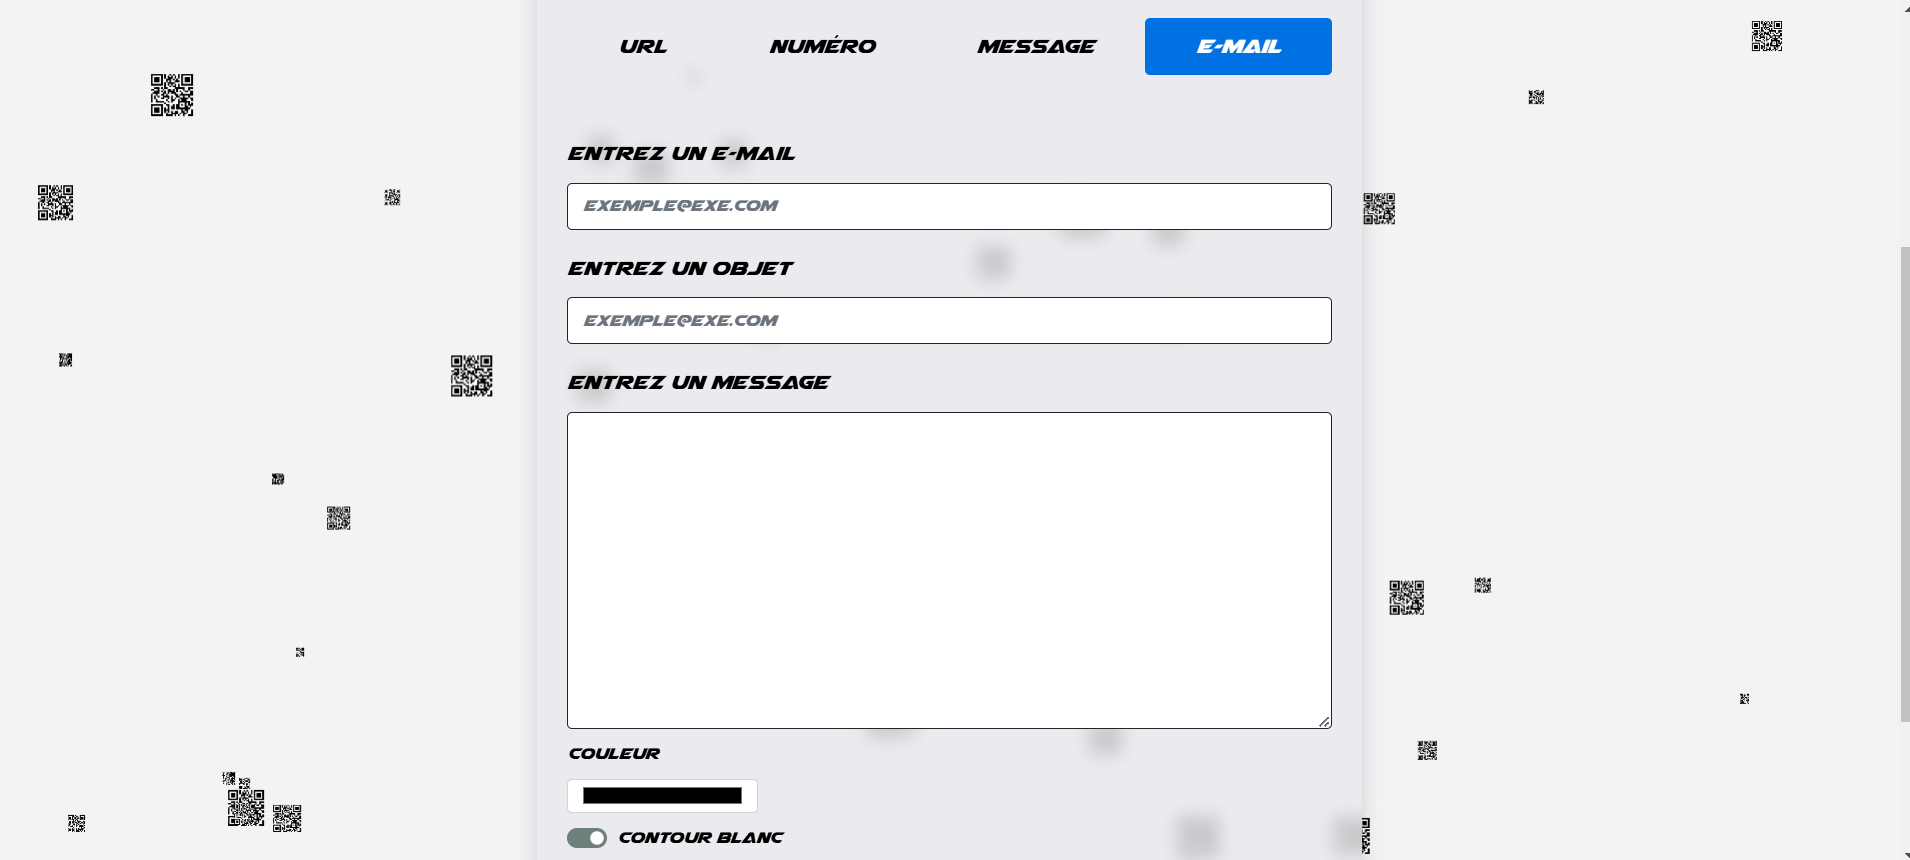 URL NUMÉRO MESSAGE E-MAIL
ENTREZ UN E-MAIL
EXEMPLE@EXE.COM
ENTREZ UN OBJET
EXEMPLE@EXE.COM
ENTREZ UN MESSAGE
COULEUR
CONTOUR BLANC